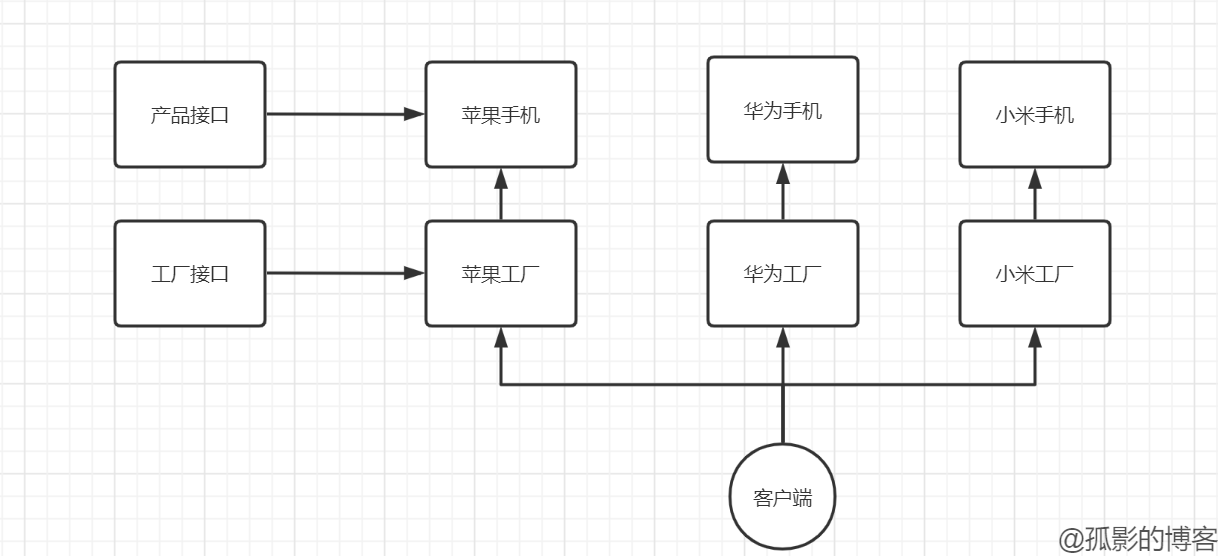 产品接口
苹果手机
华为手机
小米手机
工厂接口
苹果工厂
华为工厂
小米工厂
客户端
@孤影的博客